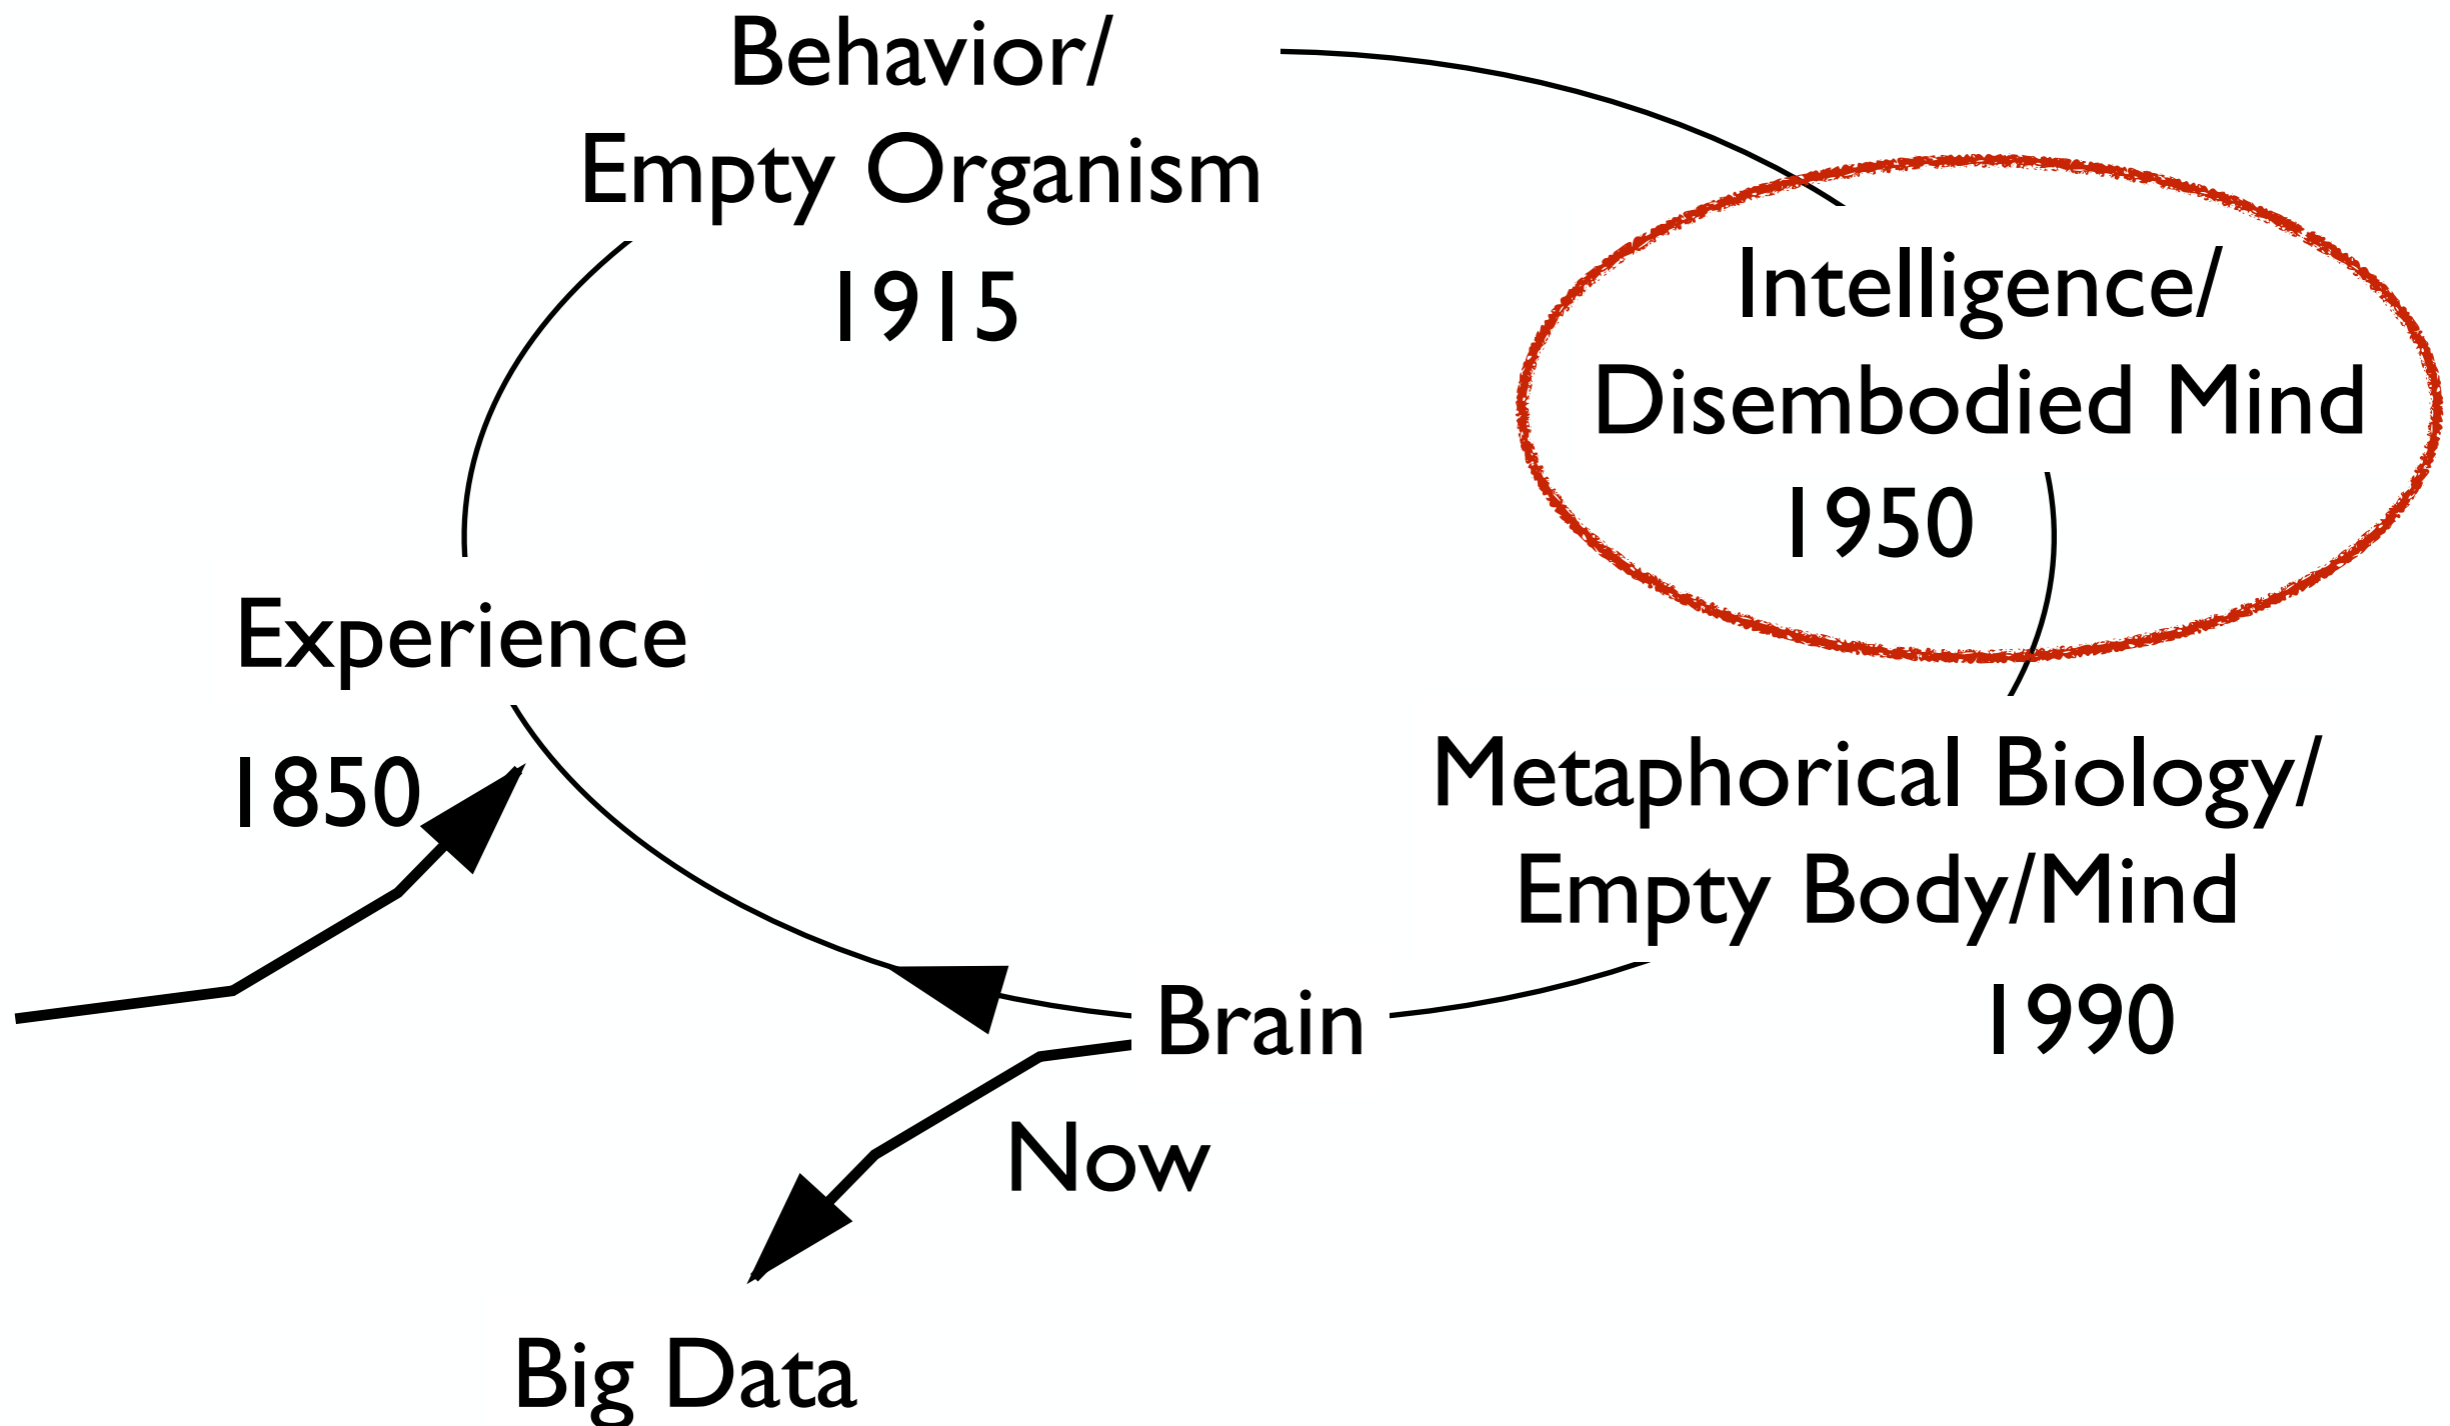 Behavior/
Empty Organism
1915
Intelligence/
Disembodied Mind
1950
Experience
1850
Metaphorical Biology/
Empty Body/Mind
1990
Brain
Now
Big Data